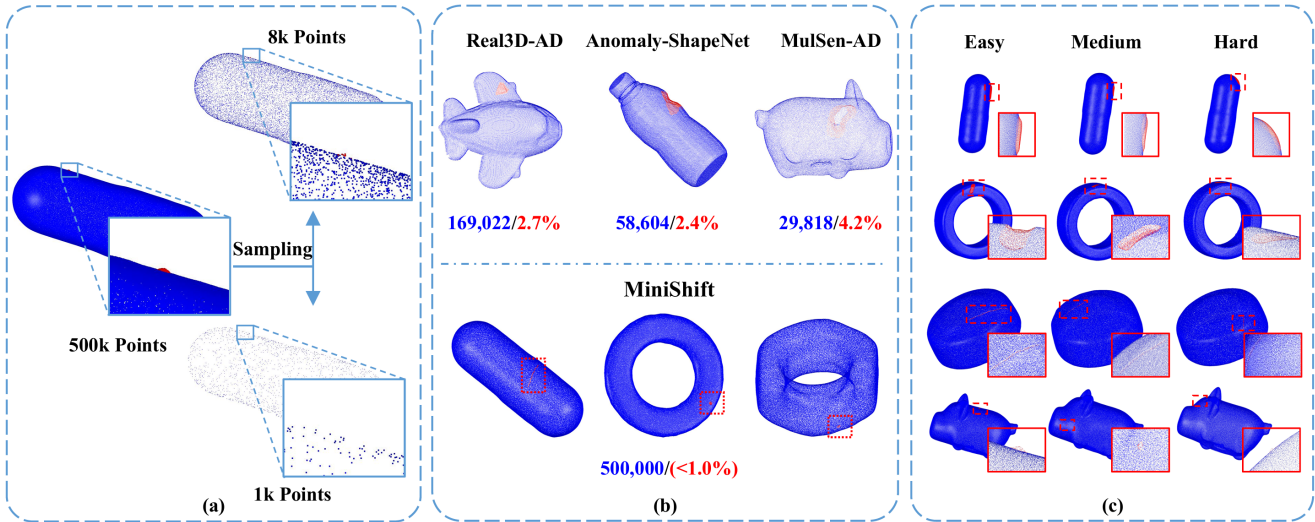 8k Points
500k Points
Sampling
1k Points
(a)
Real3D-AD Anomaly-ShapeNet MulSen-AD
169,022/2.7% 58,604/2.4% 29,818/4.2%
MiniShift
500,000/(<1.0%)
(b)
Easy Medium Hard
(c)